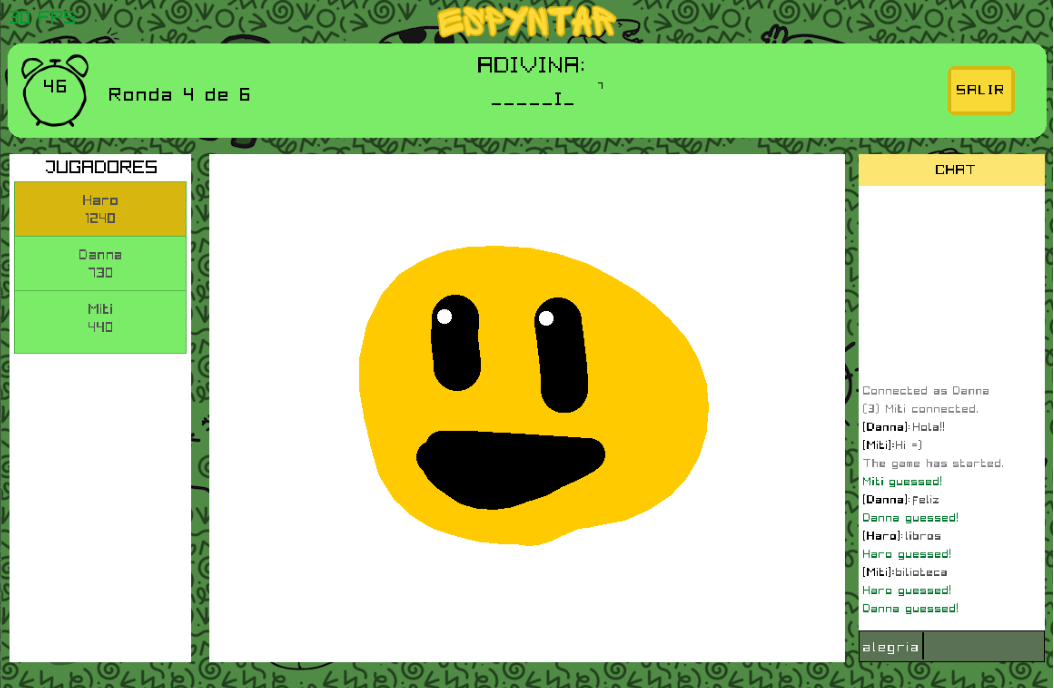 30 FPS
ESPYNTAR
46
Ronda 4 de 6
ADIVINA:
_____I_
7
SALIR
JUGADORES
Haro
1240
Danna
730
Miti
440
CHAT
Connected as Danna
(3) Miti connected.
[Danna]:Hola!!
[Miti]:Hi =)
The game has started.
Miti guessed!
[Danna]:Feliz
Danna guessed!
[Haro]:libros
Haro guessed!
[Miti]:bilioteca
Haro guessed!
Danna guessed!
alegria